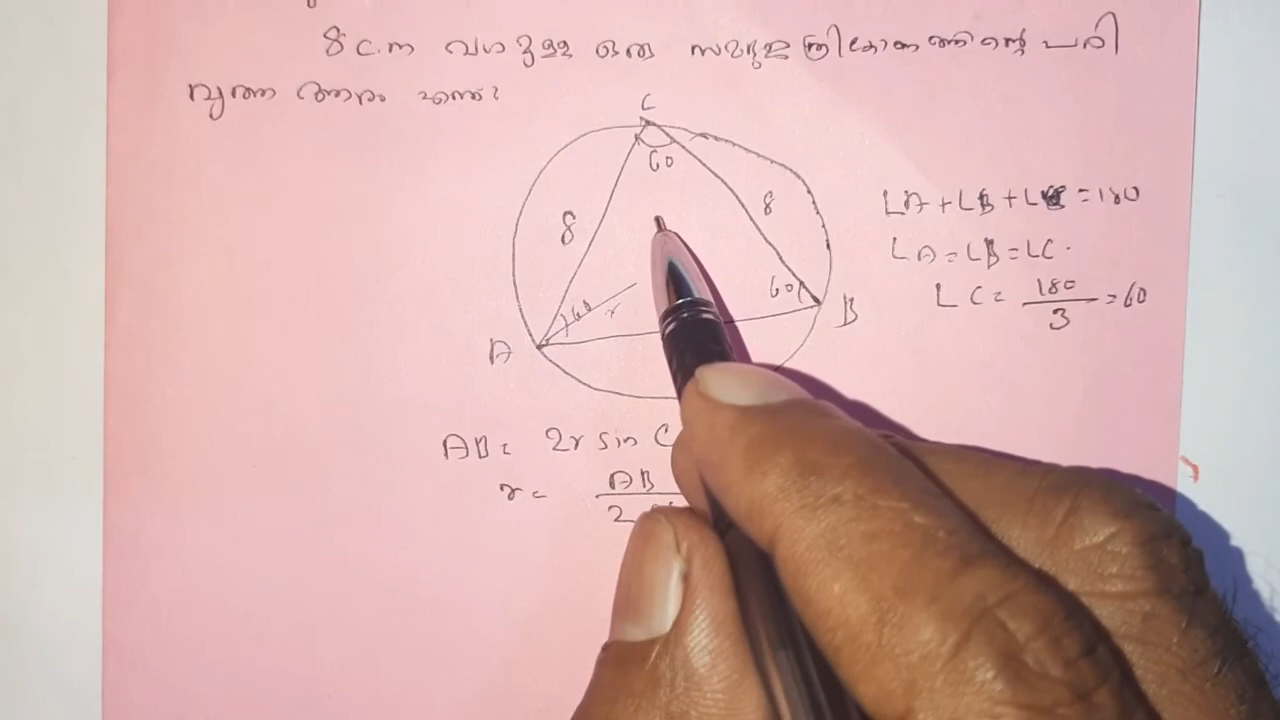 8 c.m വശമുള്ള ഒരു സമഭുജ ത്രികോണത്തിന്റെ പരി
വൃത്ത ആരം എന്ത്?
C
60
8
8
60
60
r
A
B
∠A + ∠B + ∠C = 180
∠A = ∠B = ∠C.
∠C = 180/3 = 60
AB = 2r sin C
r = AB
2